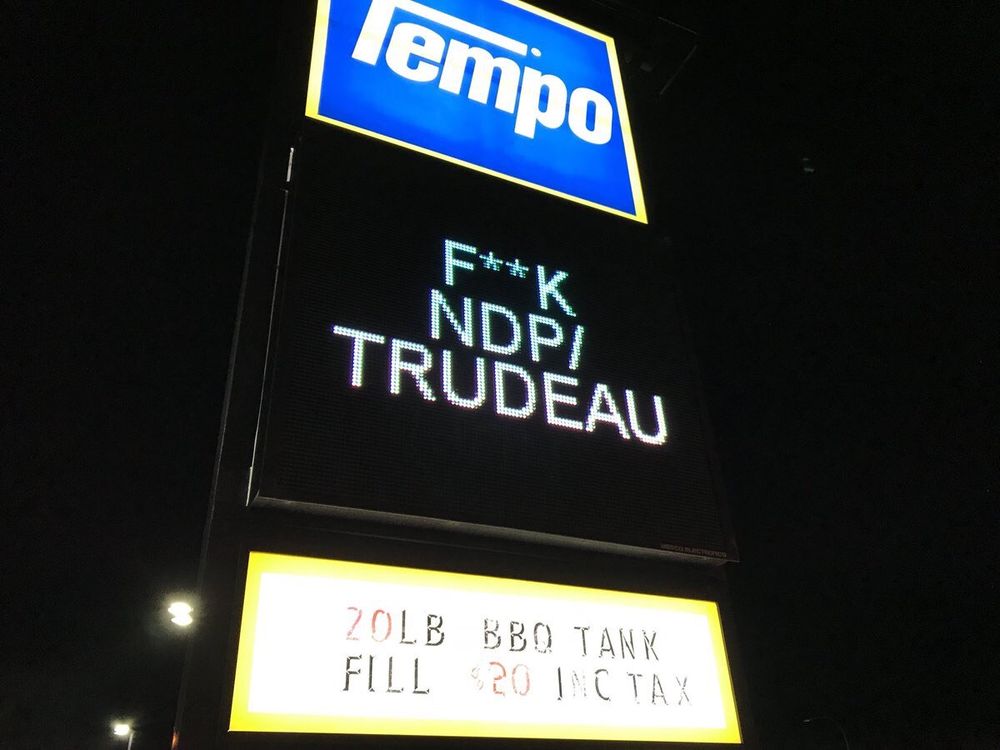 Tempo
F**K
NDP/
TRUDEAU
20LB BBQ TANK
FILL $20 INC TAX